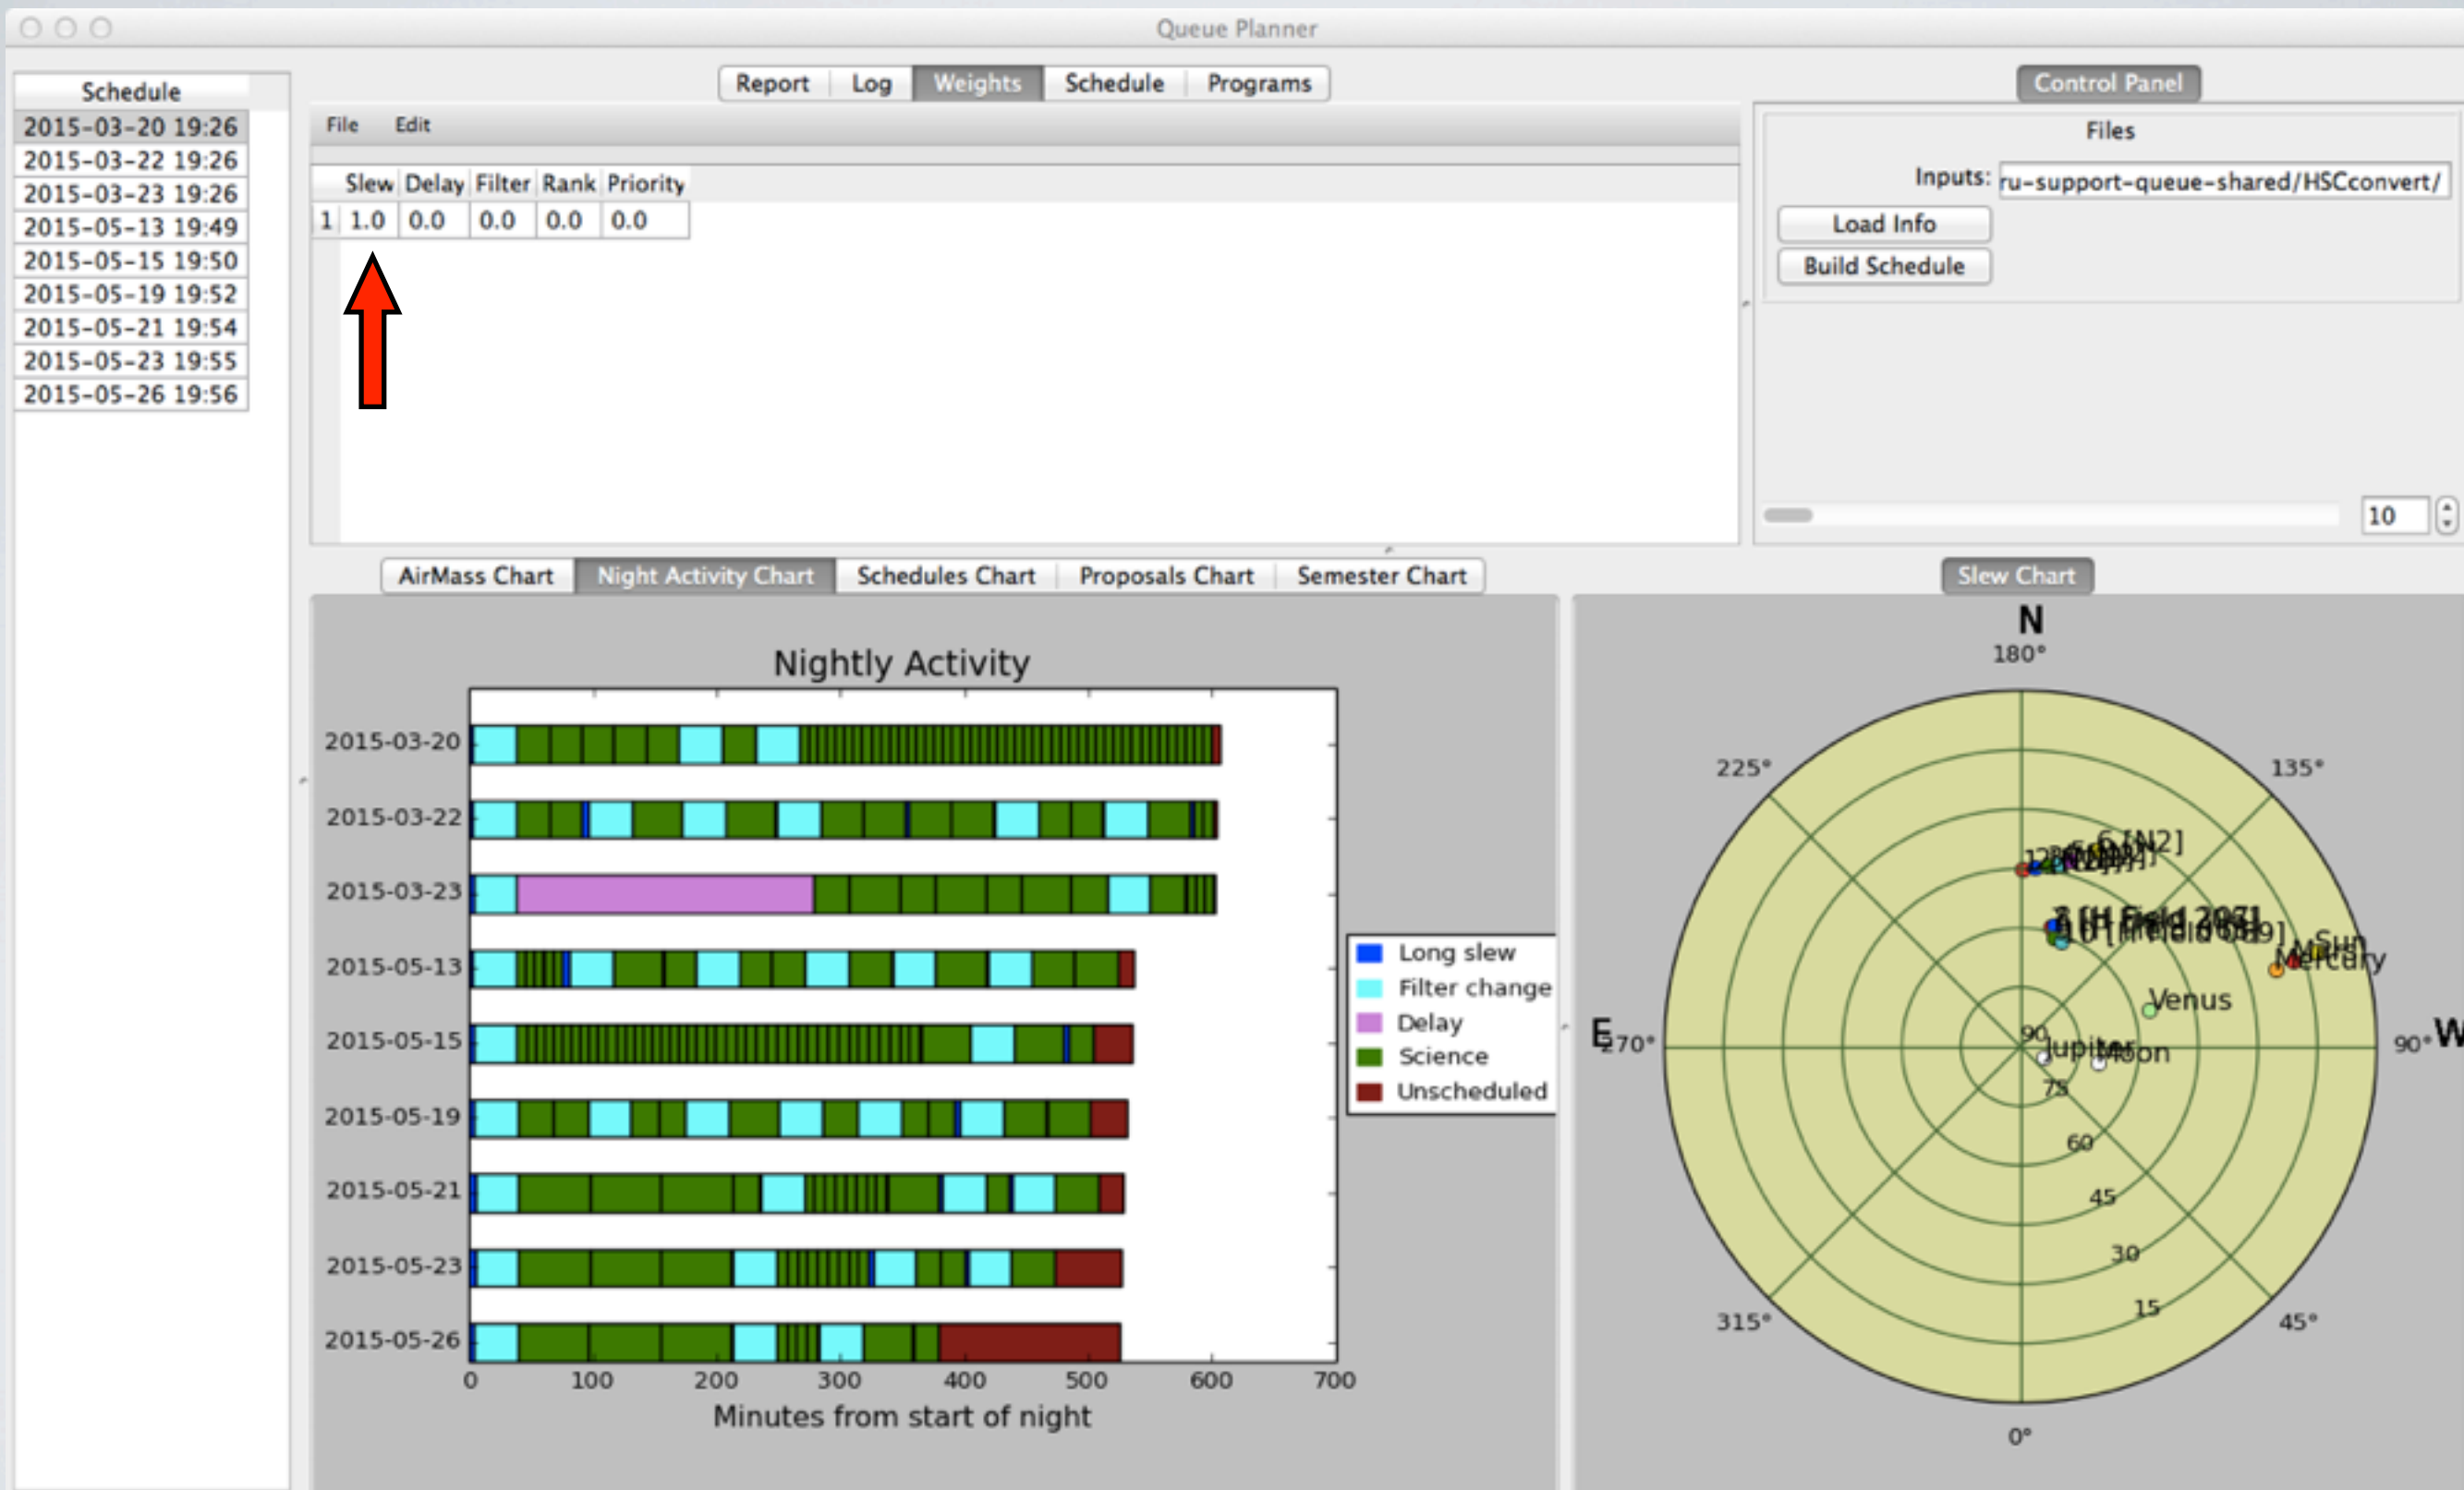 Queue Planner
Schedule
2015-03-20 19:26
2015-03-22 19:26
2015-03-23 19:26
2015-05-13 19:49
2015-05-15 19:50
2015-05-19 19:52
2015-05-21 19:54
2015-05-23 19:55
2015-05-26 19:56
Report Log Weights Schedule Programs
File Edit
Slew Delay Filter Rank Priority
1 1.0 0.0 0.0 0.0 0.0
Control Panel
Files
Inputs: ru-support-queue-shared/HSCconvert/
Load Info
Build Schedule
10
AirMass Chart Night Activity Chart Schedules Chart Proposals Chart Semester Chart
Nightly Activity
2015-03-20
2015-03-22
2015-03-23
2015-05-13
2015-05-15
2015-05-19
2015-05-21
2015-05-23
2015-05-26
0 100 200 300 400 500 600 700
Minutes from start of night
Long slew
Filter change
Delay
Science
Unscheduled
Slew Chart
N
180°
225° 135°
6 [N2]
Sun
Mercury
Venus
E 270° 90 90° W
Jupiter Moon
75
60
45
30
15
315° 45°
0°